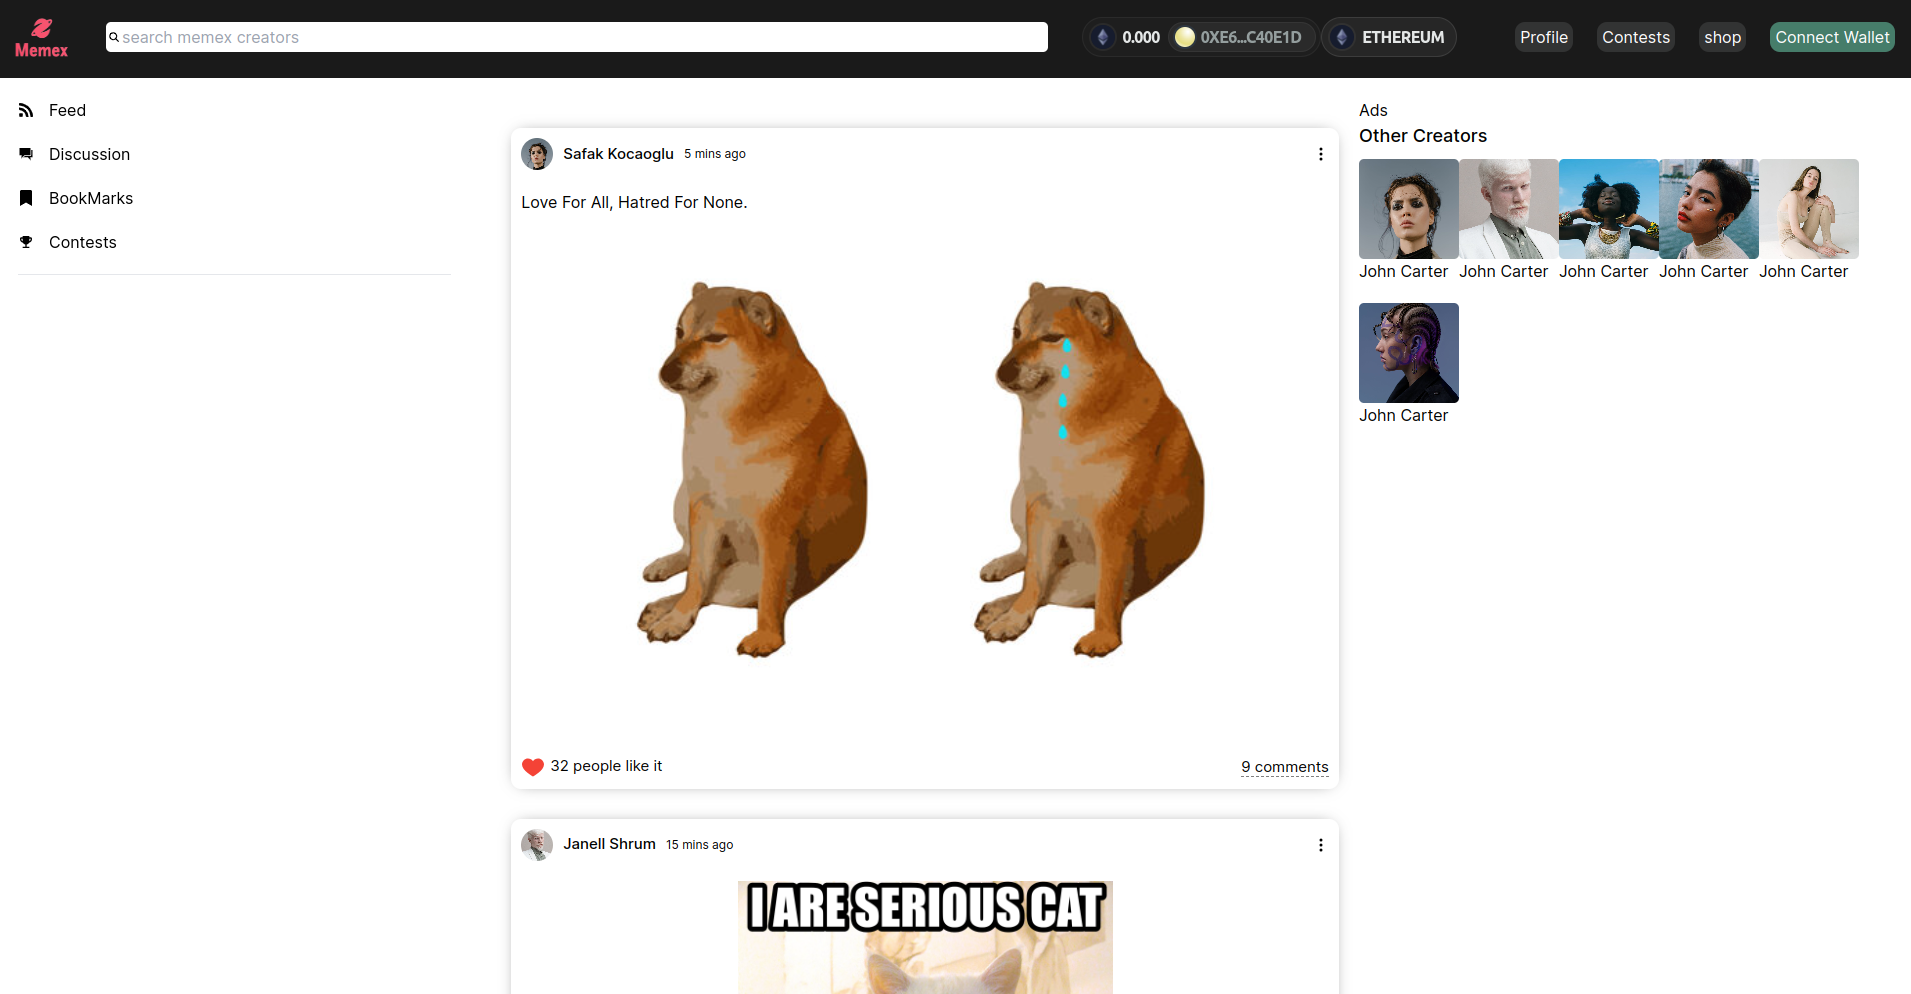 Memex
search memex creators
0.000
0XE6...C40E1D
ETHEREUM
Profile
Contests
shop
Connect Wallet
Feed
Discussion
BookMarks
Contests
Safak Kocaoglu 5 mins ago
Love For All, Hatred For None.
32 people like it
9 comments
Janell Shrum 15 mins ago
I ARE SERIOUS CAT
Ads
Other Creators
John Carter
John Carter
John Carter
John Carter
John Carter
John Carter